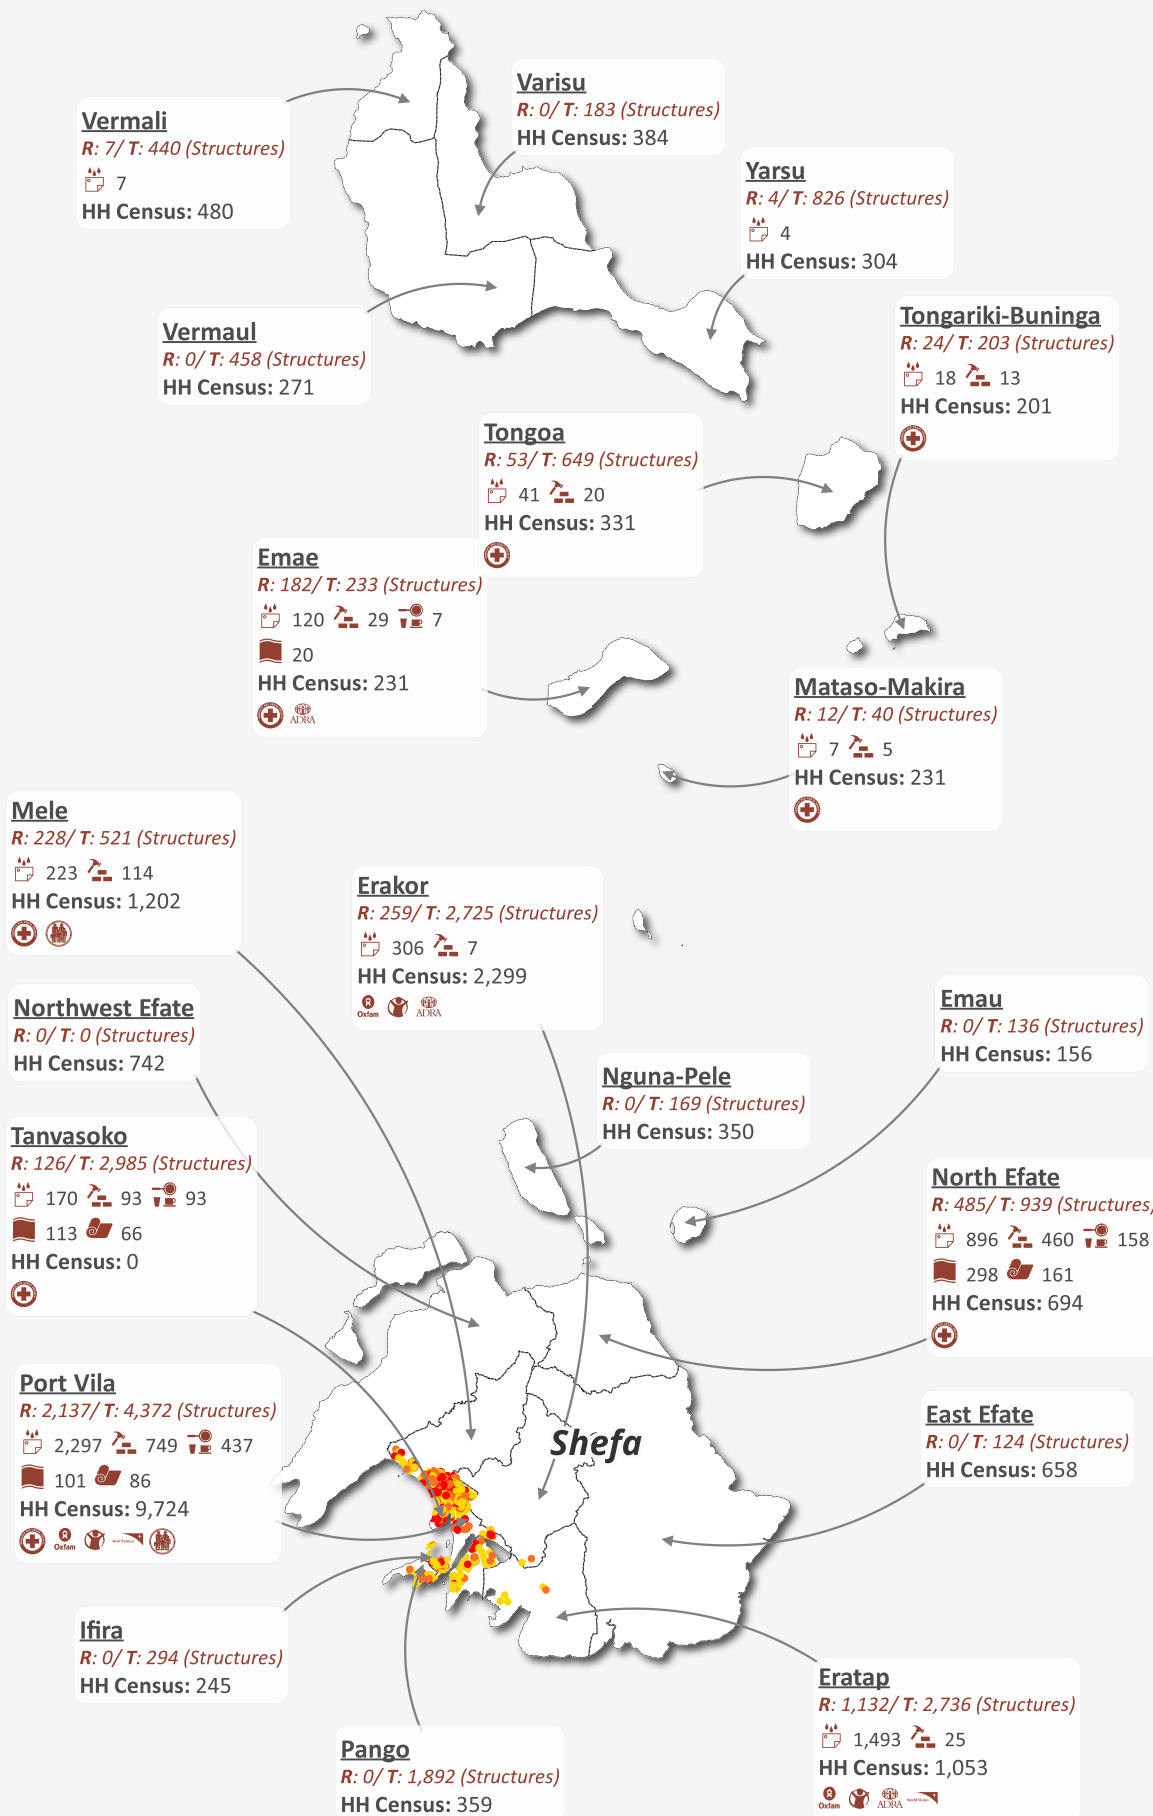 Varisu
R: 0/ T: 183 (Structures)
HH Census: 384
Vermali
R: 7/ T: 440 (Structures)
7
HH Census: 480
Yarsu
R: 4/ T: 826 (Structures)
4
HH Census: 304
Vermaul
R: 0/ T: 458 (Structures)
HH Census: 271
Tongariki-Buninga
R: 24/ T: 203 (Structures)
18 13
HH Census: 201
Tongoa
R: 53/ T: 649 (Structures)
41 20
HH Census: 331
Emae
R: 182/ T: 233 (Structures)
120 29 7
20
HH Census: 231
ADRA
Mataso-Makira
R: 12/ T: 40 (Structures)
7 5
HH Census: 231
Mele
R: 228/ T: 521 (Structures)
223 114
HH Census: 1,202
Erakor
R: 259/ T: 2,725 (Structures)
306 7
HH Census: 2,299
Oxfam ADRA
Northwest Efate
R: 0/ T: 0 (Structures)
HH Census: 742
Emau
R: 0/ T: 136 (Structures)
HH Census: 156
Nguna-Pele
R: 0/ T: 169 (Structures)
HH Census: 350
Tanvasoko
R: 126/ T: 2,985 (Structures)
170 93 93
113 66
HH Census: 0
North Efate
R: 485/ T: 939 (Structures)
896 460 158
298 161
HH Census: 694
Port Vila
R: 2,137/ T: 4,372 (Structures)
2,297 749 437
101 86
HH Census: 9,724
Oxfam World Vision
Shefa
East Efate
R: 0/ T: 124 (Structures)
HH Census: 658
Ifira
R: 0/ T: 294 (Structures)
HH Census: 245
Eratap
R: 1,132/ T: 2,736 (Structures)
1,493 25
HH Census: 1,053
Oxfam ADRA World Vision
Pango
R: 0/ T: 1,892 (Structures)
HH Census: 359